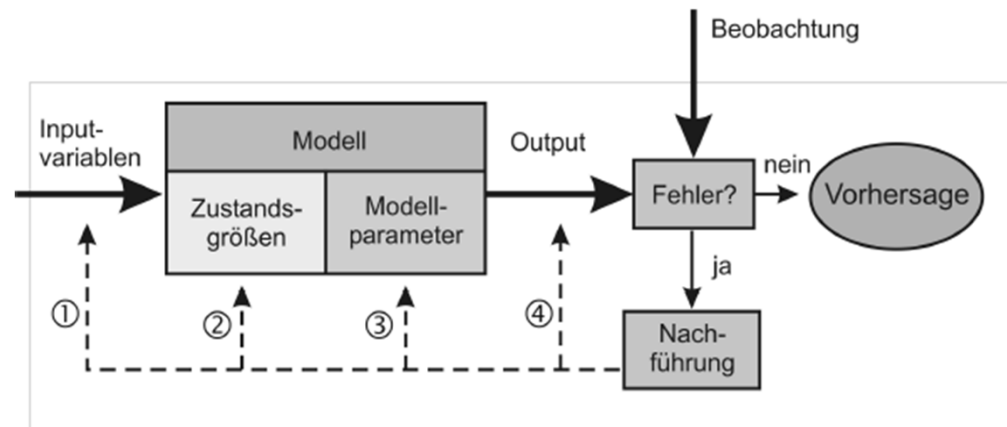 Beobachtung
Input-
variablen
Modell
Output
Zustands-
größen
Modell-
parameter
Fehler?
nein
Vorhersage
ja
①
②
③
④
Nach-
führung